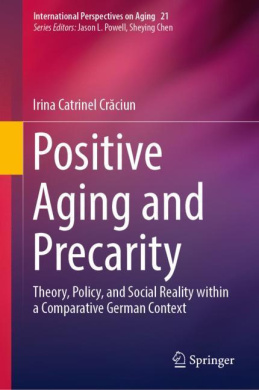 International Perspectives on Aging 21
Series Editors: Jason L. Powell, Sheying Chen
Irina Catrinel Crăciun
Positive
Aging and
Precarity
Theory, Policy, and Social Reality within
a Comparative German Context
Springer